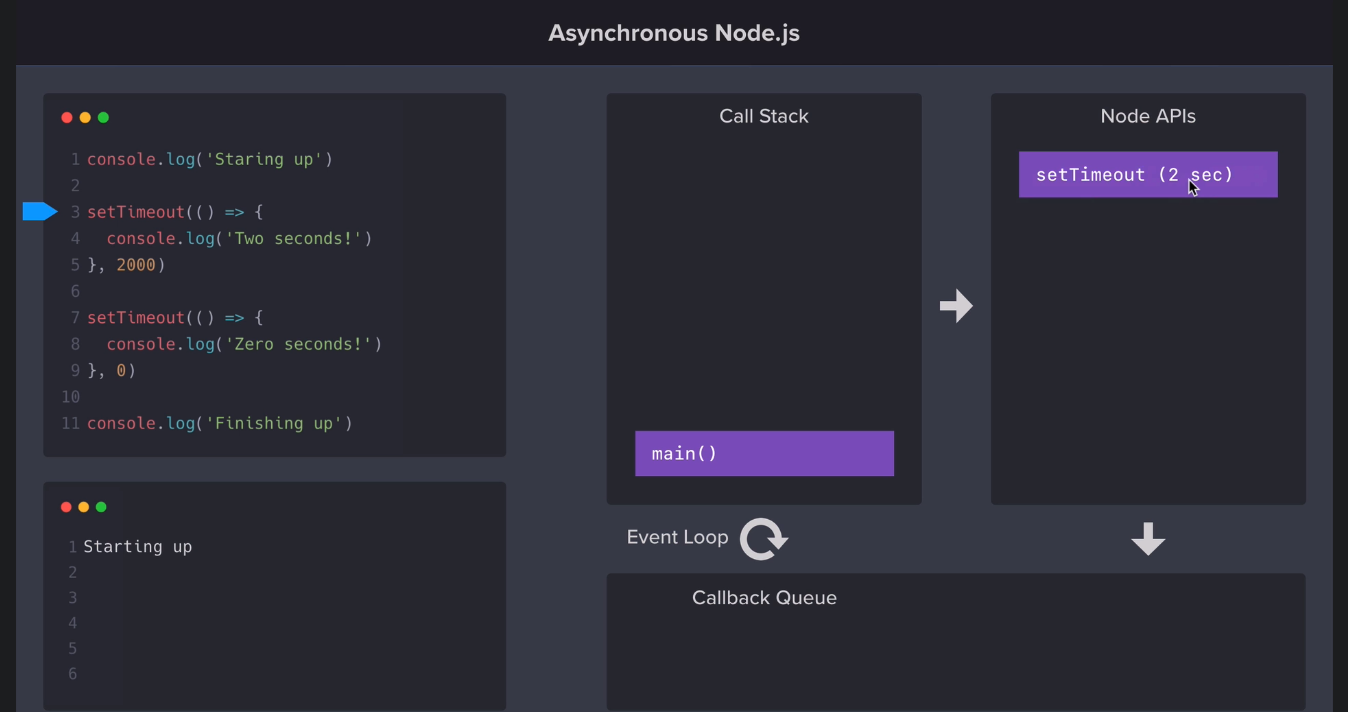 Asynchronous Node.js
1 console.log('Staring up')
2
3 setTimeout(() => {
4   console.log('Two seconds!')
5 }, 2000)
6
7 setTimeout(() => {
8   console.log('Zero seconds!')
9 }, 0)
10
11 console.log('Finishing up')
1 Starting up
2
3
4
5
6
Call Stack
main()
Node APIs
setTimeout (2 sec)
Event Loop
Callback Queue